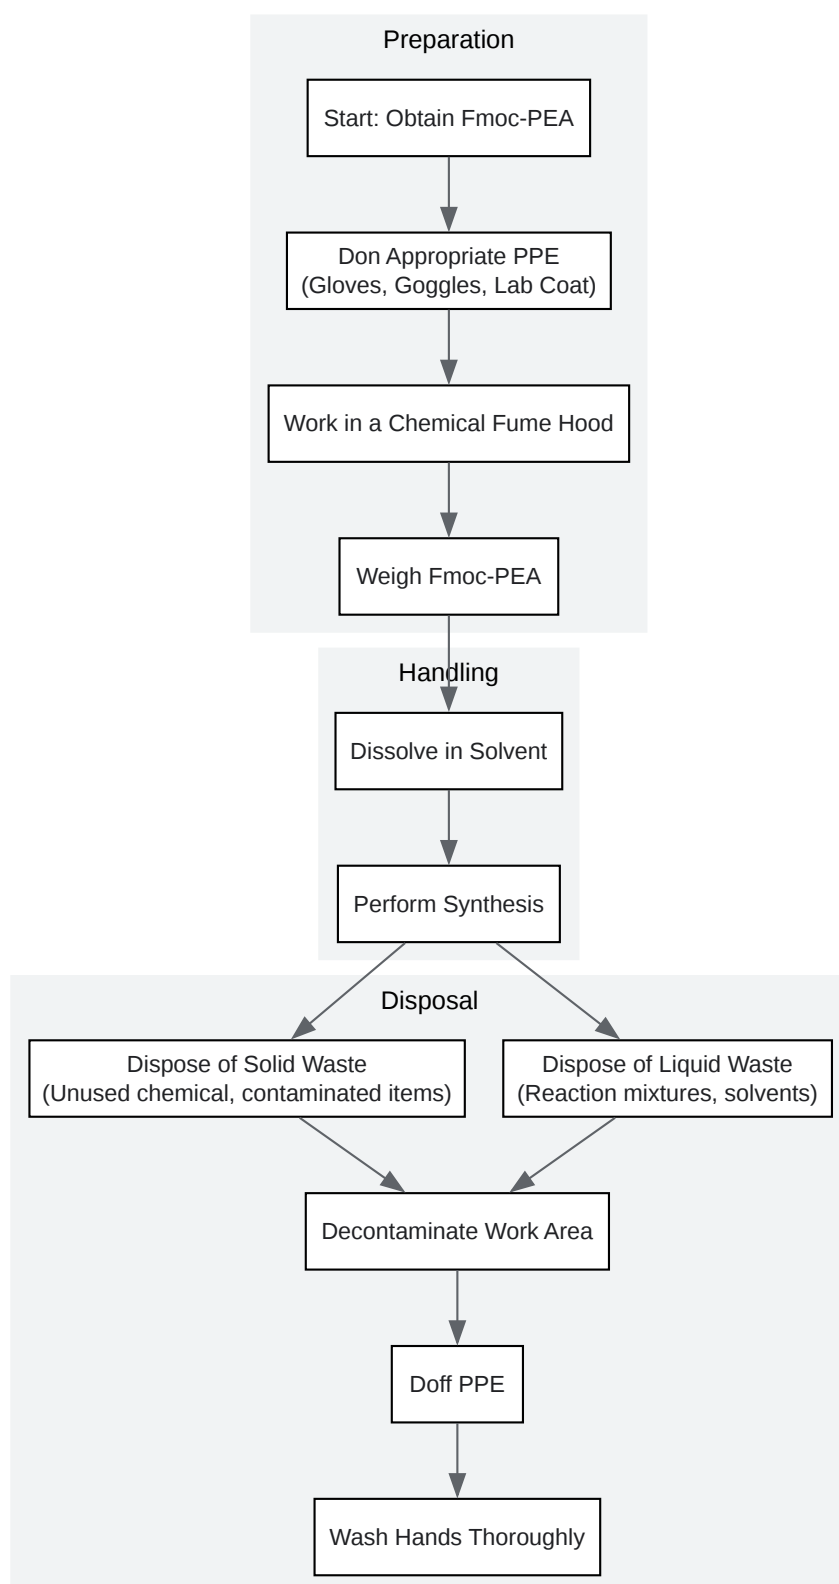 Preparation
Start: Obtain Fmoc-PEA
Don Appropriate PPE
(Gloves, Goggles, Lab Coat)
Work in a Chemical Fume Hood
Weigh Fmoc-PEA
Handling
Dissolve in Solvent
Perform Synthesis
Disposal
Dispose of Solid Waste
(Unused chemical, contaminated items)
Dispose of Liquid Waste
(Reaction mixtures, solvents)
Decontaminate Work Area
Doff PPE
Wash Hands Thoroughly